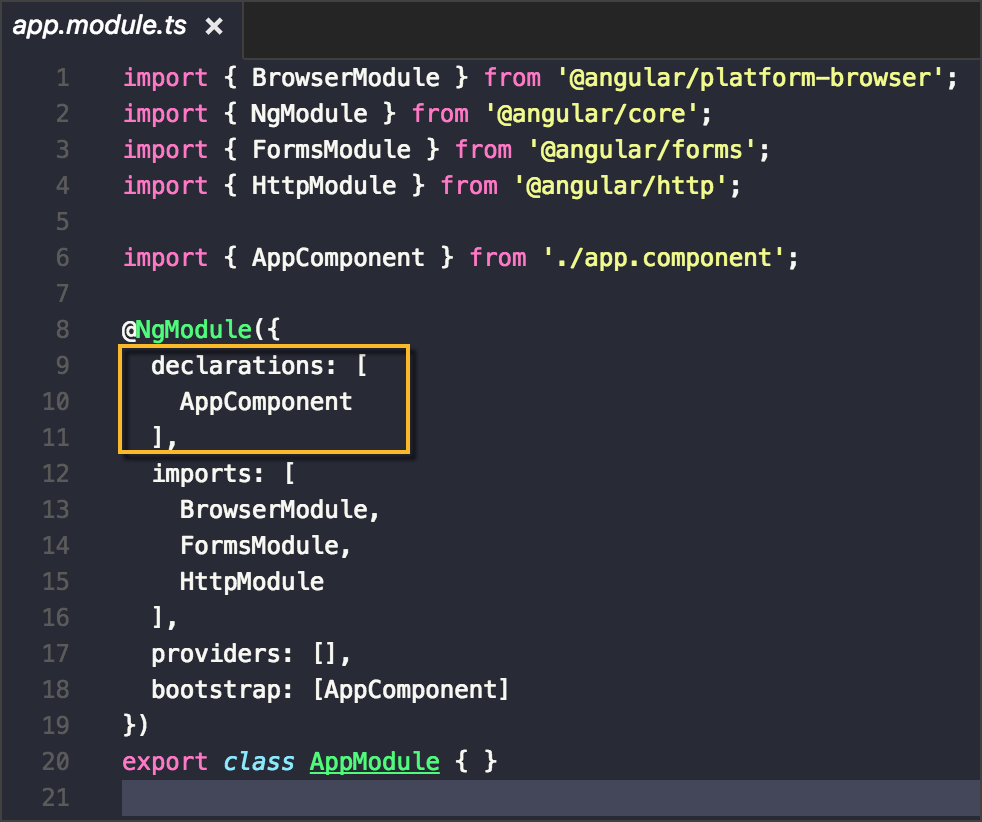 app.module.ts ×
1 import { BrowserModule } from '@angular/platform-browser';
2 import { NgModule } from '@angular/core';
3 import { FormsModule } from '@angular/forms';
4 import { HttpModule } from '@angular/http';
5
6 import { AppComponent } from './app.component';
7
8 @NgModule({
9   declarations: [
10     AppComponent
11   ],
12   imports: [
13     BrowserModule,
14     FormsModule,
15     HttpModule
16   ],
17   providers: [],
18   bootstrap: [AppComponent]
19 })
20 export class AppModule { }
21